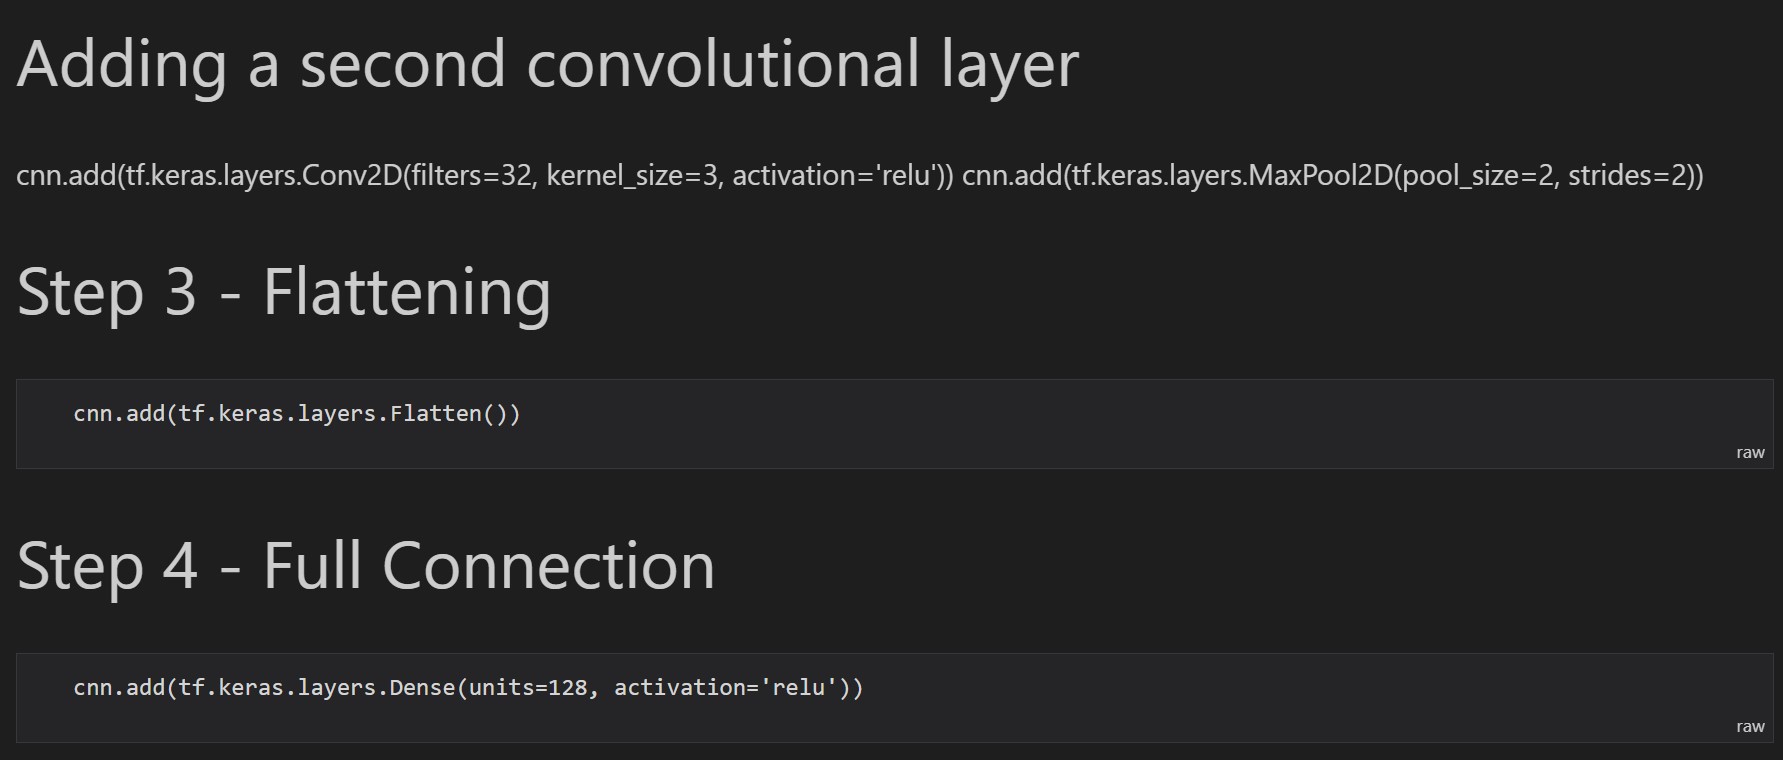 Adding a second convolutional layer
cnn.add(tf.keras.layers.Conv2D(filters=32, kernel_size=3, activation='relu')) cnn.add(tf.keras.layers.MaxPool2D(pool_size=2, strides=2))
Step 3 - Flattening
cnn.add(tf.keras.layers.Flatten())
raw
Step 4 - Full Connection
cnn.add(tf.keras.layers.Dense(units=128, activation='relu'))
raw